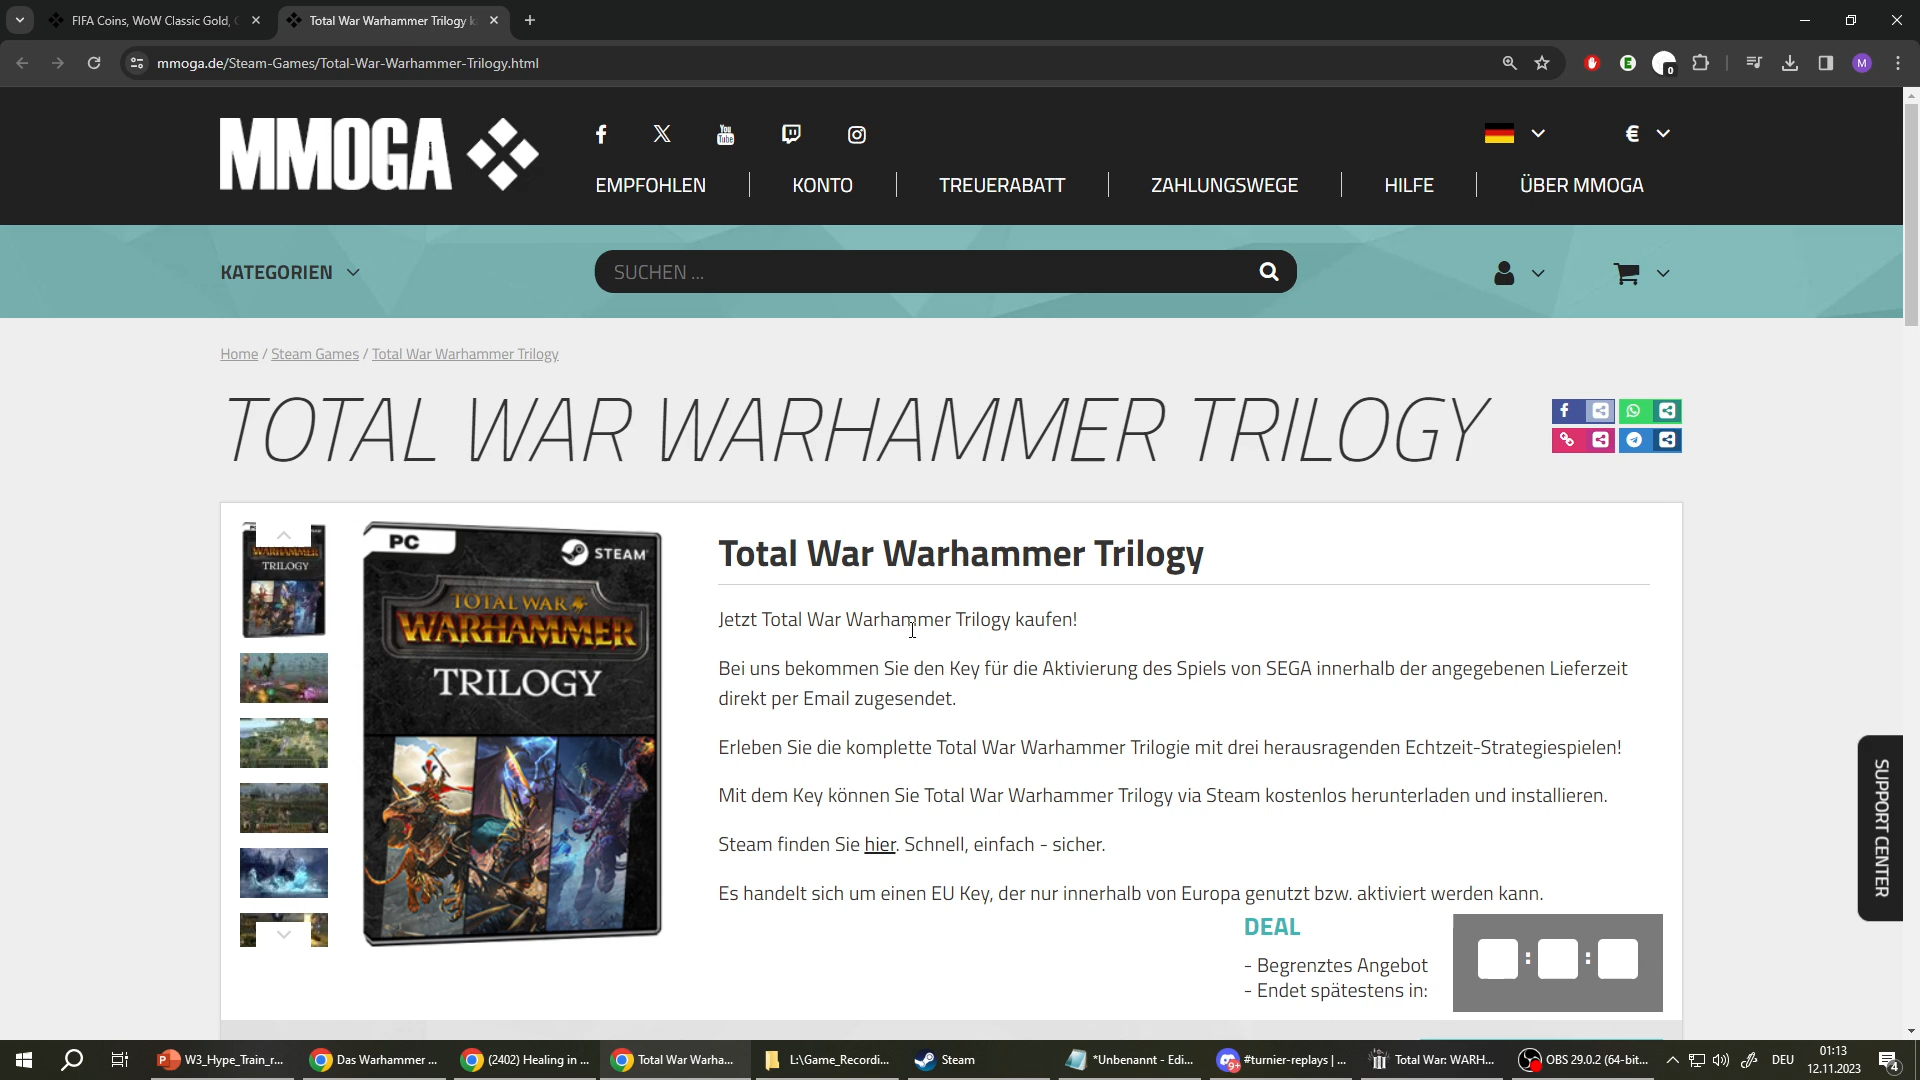 FIFA Coins, WoW Classic Gold,
Total War Warhammer Trilogy k
mmoga.de/Steam-Games/Total-War-Warhammer-Trilogy.html
MMOGA
€
EMPFOHLEN
KONTO
TREUERABATT
ZAHLUNGSWEGE
HILFE
ÜBER MMOGA
KATEGORIEN
SUCHEN ...
Home / Steam Games / Total War Warhammer Trilogy
TOTAL WAR WARHAMMER TRILOGY
PC
STEAM
TOTAL WAR
WARHAMMER
TRILOGY
WARHAMMER
TRILOGY
Total War Warhammer Trilogy
Jetzt Total War Warhammer Trilogy kaufen!
Bei uns bekommen Sie den Key für die Aktivierung des Spiels von SEGA innerhalb der angegebenen Lieferzeit
direkt per Email zugesendet.
Erleben Sie die komplette Total War Warhammer Trilogie mit drei herausragenden Echtzeit-Strategiespielen!
Mit dem Key können Sie Total War Warhammer Trilogy via Steam kostenlos herunterladen und installieren.
Steam finden Sie hier. Schnell, einfach - sicher.
Es handelt sich um einen EU Key, der nur innerhalb von Europa genutzt bzw. aktiviert werden kann.
DEAL
- Begrenztes Angebot
- Endet spätestens in:
: :
SUPPORT CENTER
W3_Hype_Train_r...
Das Warhammer ...
(2402) Healing in ...
Total War Warha...
L:\Game_Recordi...
Steam
*Unbenannt - Edi...
#turnier-replays | ...
Total War: WARH...
OBS 29.0.2 (64-bit...
DEU
01:13
12.11.2023
4